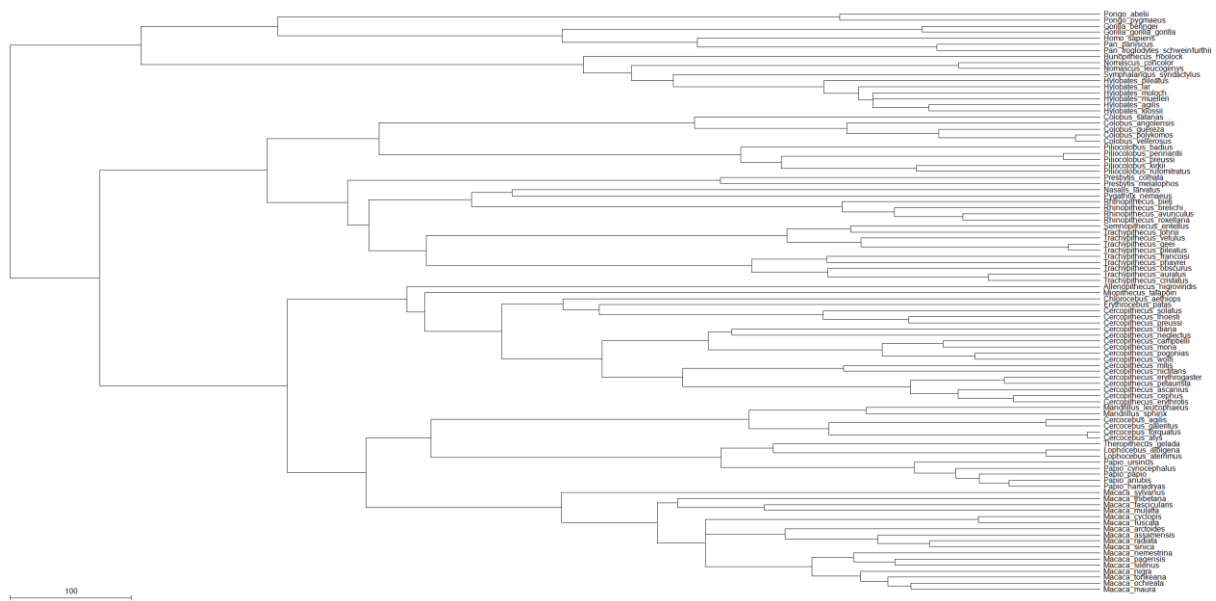 Pongo_abelii
Pongo_pygmaeus
Gorilla_beringei
Gorilla_gorilla_gorilla
Homo_sapiens
Pan_paniscus
Pan_troglodytes_schweinfurthii
Bunopithecus_hoolock
Nomascus_concolor
Nomascus_leucogenys
Symphalangus_syndactylus
Hylobates_pileatus
Hylobates_lar
Hylobates_moloch
Hylobates_muelleri
Hylobates_agilis
Hylobates_klossii
Colobus_satanas
Colobus_angolensis
Colobus_guereza
Colobus_polykomos
Colobus_vellerosus
Piliocolobus_badius
Piliocolobus_pennantii
Piliocolobus_preussi
Piliocolobus_kirkii
Piliocolobus_rufomitratus
Presbytis_comata
Presbytis_melalophos
Nasalis_larvatus
Pygathrix_nemaeus
Rhinopithecus_bieti
Rhinopithecus_brelichi
Rhinopithecus_avunculus
Rhinopithecus_roxellana
Semnopithecus_entellus
Trachypithecus_johnii
Trachypithecus_vetulus
Trachypithecus_geei
Trachypithecus_pileatus
Trachypithecus_francoisi
Trachypithecus_phayrei
Trachypithecus_obscurus
Trachypithecus_auratus
Trachypithecus_cristatus
Allenopithecus_nigroviridis
Miopithecus_talapoin
Chlorocebus_aethiops
Erythrocebus_patas
Cercopithecus_solatus
Cercopithecus_lhoesti
Cercopithecus_preussi
Cercopithecus_diana
Cercopithecus_neglectus
Cercopithecus_campbelli
Cercopithecus_mona
Cercopithecus_pogonias
Cercopithecus_wolfi
Cercopithecus_mitis
Cercopithecus_nictitans
Cercopithecus_erythrogaster
Cercopithecus_petaurista
Cercopithecus_ascanius
Cercopithecus_cephus
Cercopithecus_erythrotis
Mandrillus_leucophaeus
Mandrillus_sphinx
Cercocebus_agilis
Cercocebus_galeritus
Cercocebus_torquatus
Cercocebus_atys
Theropithecus_gelada
Lophocebus_albigena
Lophocebus_aterrimus
Papio_ursinus
Papio_cynocephalus
Papio_papio
Papio_anubis
Papio_hamadryas
Macaca_sylvanus
Macaca_thibetana
Macaca_fascicularis
Macaca_mulatta
Macaca_cyclopis
Macaca_fuscata
Macaca_arctoides
Macaca_assamensis
Macaca_radiata
Macaca_sinica
Macaca_nemestrina
Macaca_pagensis
Macaca_silenus
Macaca_nigra
Macaca_tonkeana
Macaca_ochreata
Macaca_maura
100